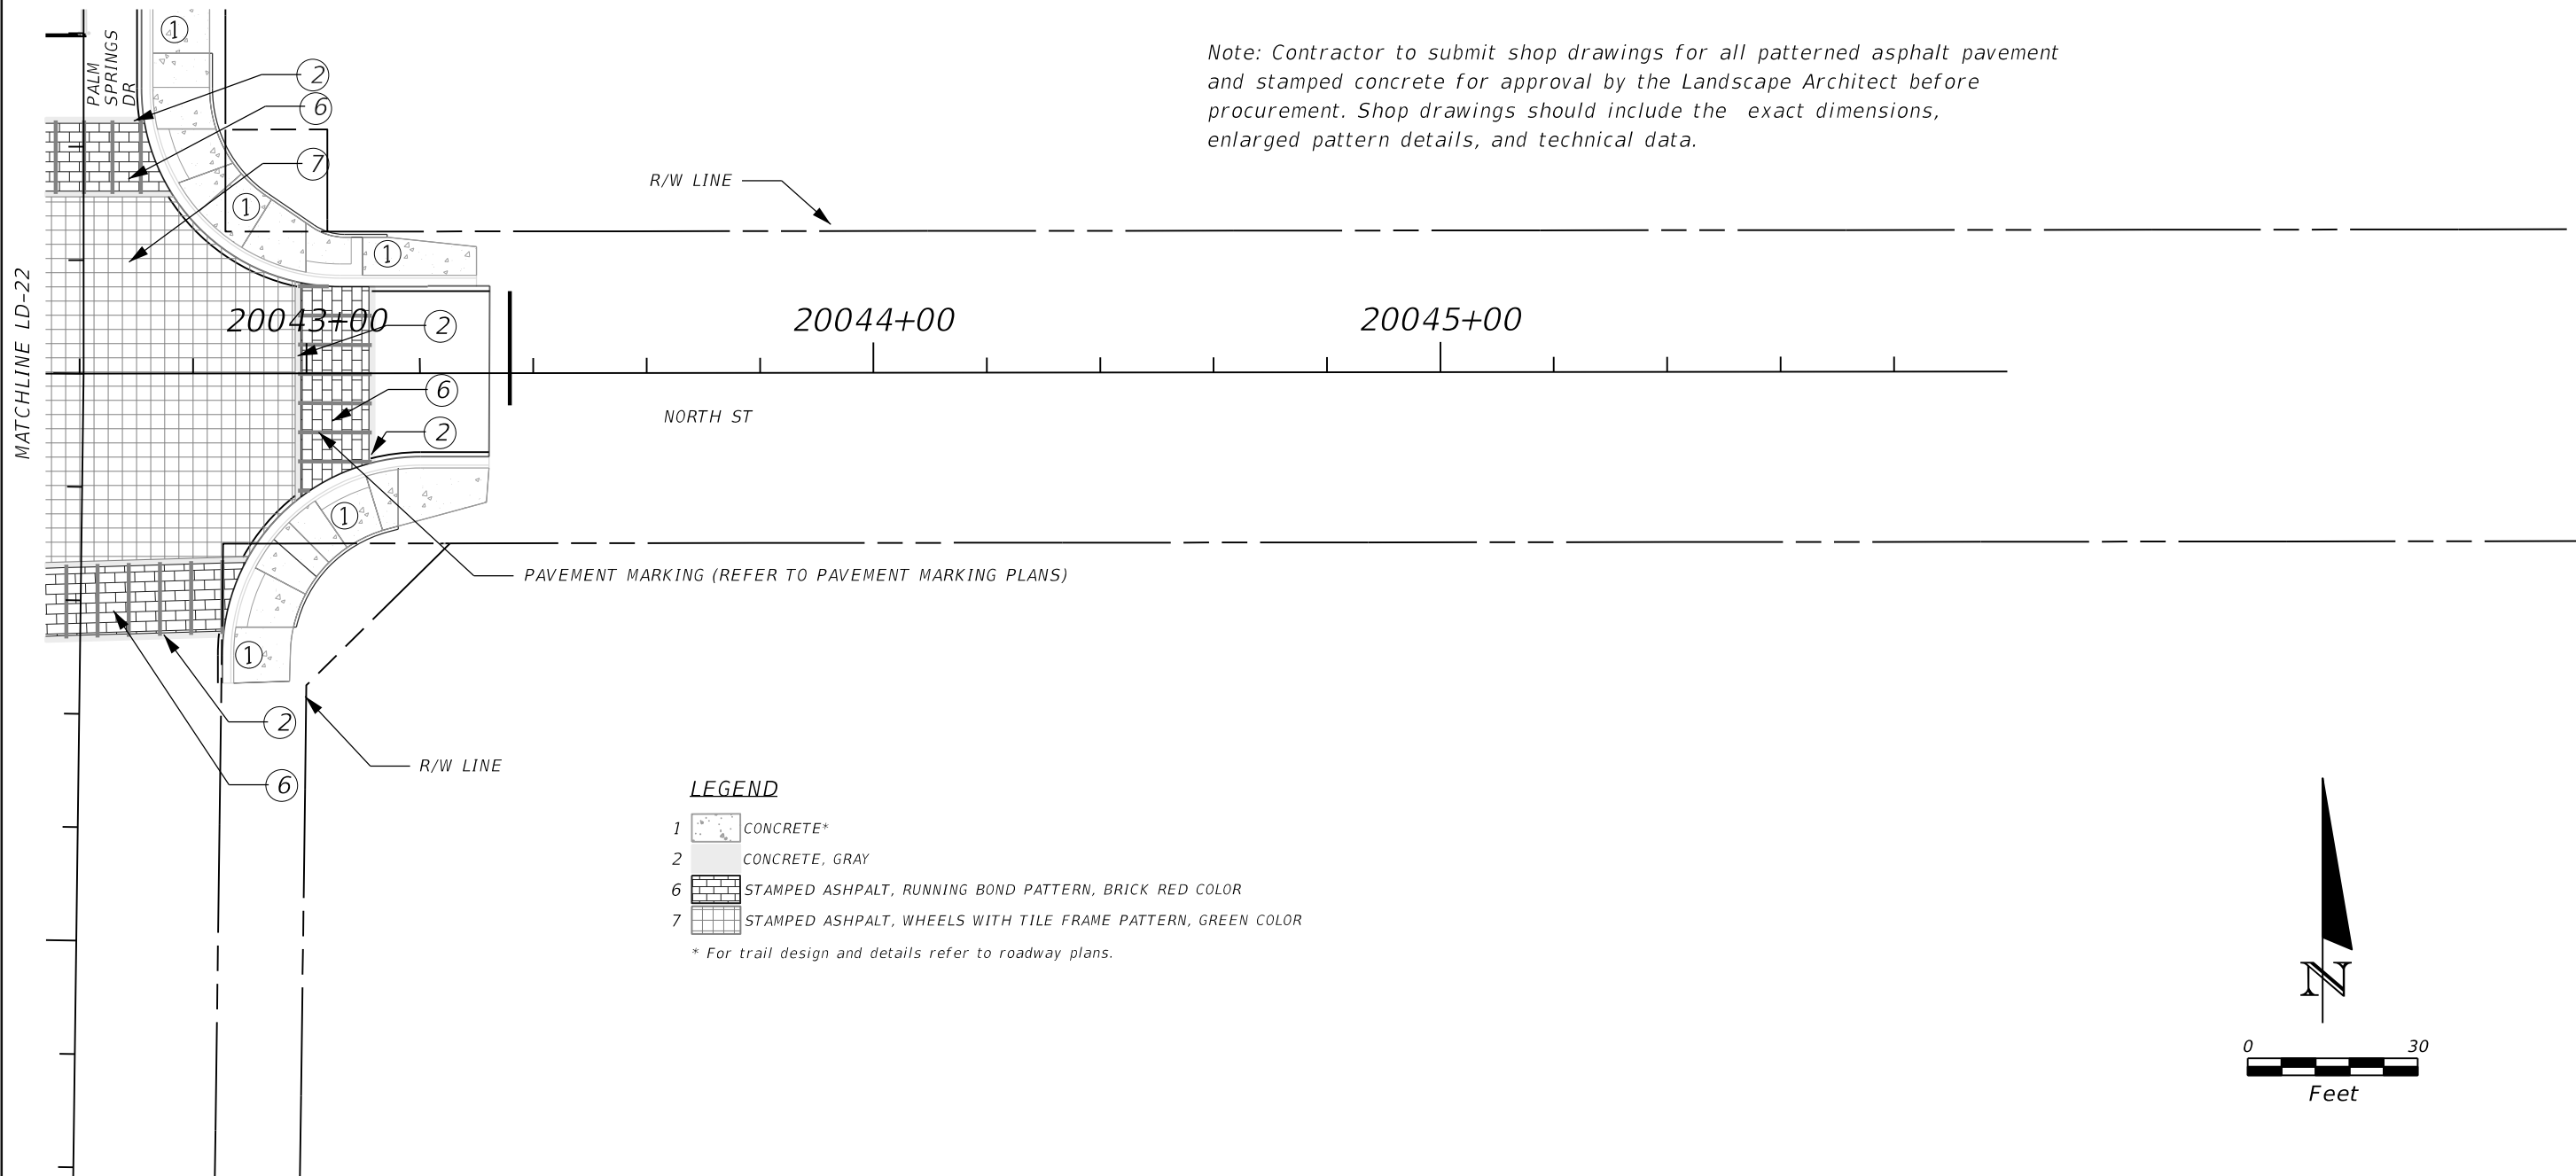 PALM
SPRINGS
DR
MATCHLINE LD-22
1
2
6
7
1
1
Note: Contractor to submit shop drawings for all patterned asphalt pavement
and stamped concrete for approval by the Landscape Architect before
procurement. Shop drawings should include the exact dimensions,
enlarged pattern details, and technical data.
R/W LINE
20043+00
20044+00
20045+00
2
6
2
NORTH ST
1
PAVEMENT MARKING (REFER TO PAVEMENT MARKING PLANS)
1
2
6
R/W LINE
LEGEND
1 CONCRETE*
2 CONCRETE, GRAY
6 STAMPED ASHPALT, RUNNING BOND PATTERN, BRICK RED COLOR
7 STAMPED ASHPALT, WHEELS WITH TILE FRAME PATTERN, GREEN COLOR
* For trail design and details refer to roadway plans.
N
0 30
Feet